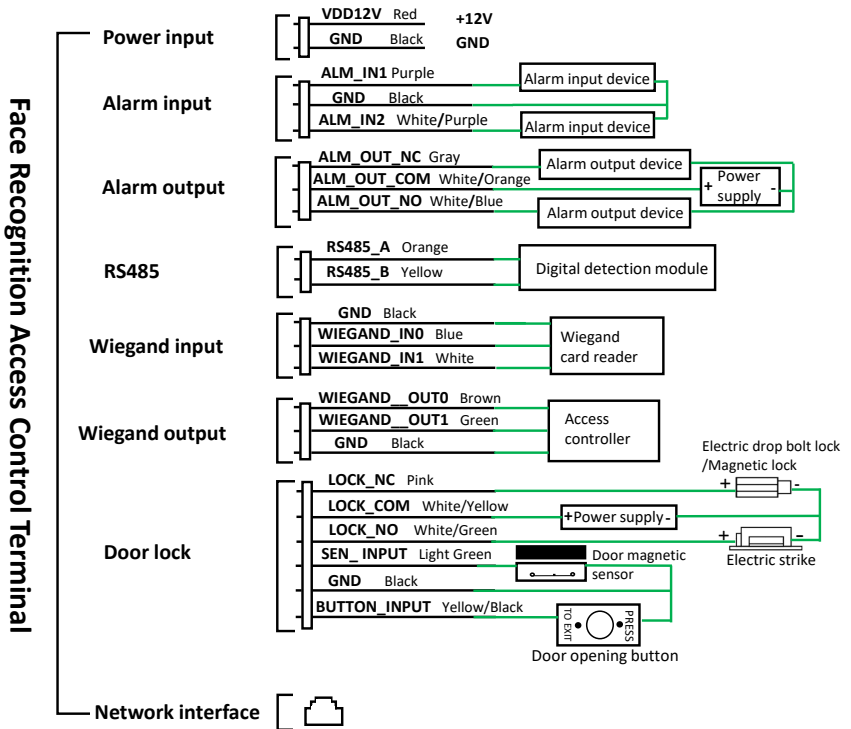 Face Recognition Access Control Terminal
Power input
VDD12V Red +12V
GND Black GND
Alarm input
ALM_IN1 Purple Alarm input device
GND Black
ALM_IN2 White/Purple Alarm input device
Alarm output
ALM_OUT_NC Gray Alarm output device
ALM_OUT_COM White/Orange + Power supply -
ALM_OUT_NO White/Blue Alarm output device
RS485
RS485_A Orange
RS485_B Yellow
Digital detection module
Wiegand input
GND Black
WIEGAND_IN0 Blue
WIEGAND_IN1 White
Wiegand
card reader
Wiegand output
WIEGAND__OUT0 Brown
WIEGAND__OUT1 Green
GND Black
Access
controller
Door lock
LOCK_NC Pink
Electric drop bolt lock
/Magnetic lock
+ -
LOCK_COM White/Yellow +Power supply-
LOCK_NO White/Green
+ -
Electric strike
SEN_INPUT Light Green
Door magnetic
sensor
GND Black
BUTTON_INPUT Yellow/Black
PRESS
TO EXIT
Door opening button
Network interface